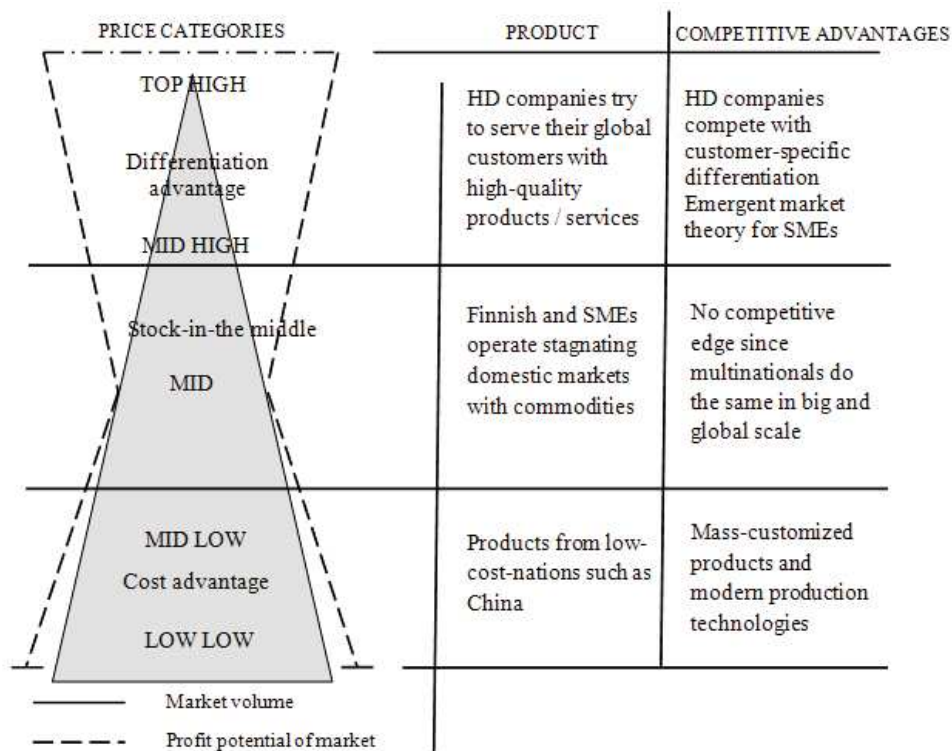 PRICE CATEGORIES
PRODUCT
COMPETITIVE ADVANTAGES
TOP HIGH
Differentiation
advantage
MID HIGH
HD companies try
to serve their global
customers with
high-quality
products / services
HD companies
compete with
customer-specific
differentiation
Emergent market
theory for SMEs
Stock-in-the middle
MID
Finnish and SMEs
operate stagnating
domestic markets
with commodities
No competitive
edge since
multinationals do
the same in big and
global scale
MID LOW
Cost advantage
LOW LOW
Products from low-
cost-nations such as
China
Mass-customized
products and
modern production
technologies
Market volume
Profit potential of market